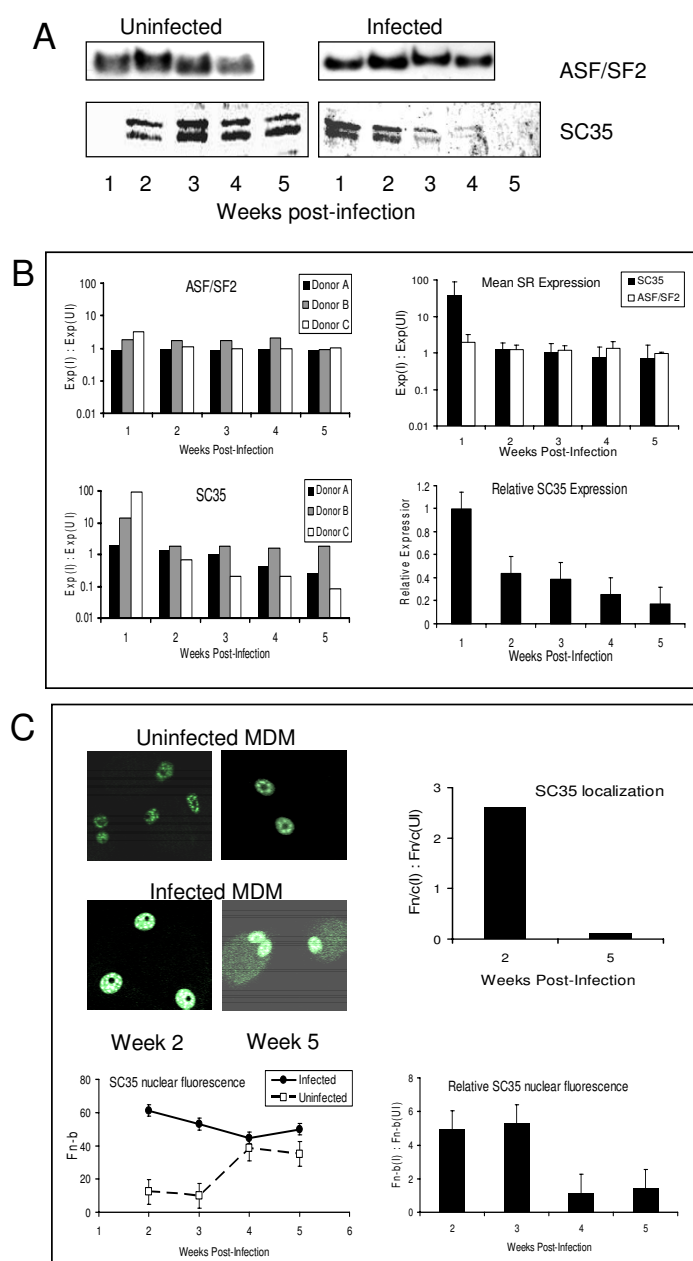 A
Uninfected Infected
ASF/SF2
SC35
1 2 3 4 5 1 2 3 4 5
Weeks post-infection
B
ASF/SF2
Donor A
Donor B
Donor C
Exp(I) : Exp(UI)
100
10
1
0.1
0.01
1 2 3 4 5
Weeks Post-Infection
Mean SR Expression
SC35
ASF/SF2
Exp(I) : Exp(UI)
100
10
1
0.1
0.01
1 2 3 4 5
Weeks Post-Infection
SC35
Donor A
Donor B
Donor C
Exp(I) : Exp(UI)
100
10
1
0.1
0.01
1 2 3 4 5
Weeks Post-Infection
Relative SC35 Expression
Relative Expression
1.2
1
0.8
0.6
0.4
0.2
0
1 2 3 4 5
Weeks Post-Infection
C
Uninfected MDM
Infected MDM
Week 2 Week 5
SC35 localization
Fn/c(I) : Fn/c(UI)
3
2
1
0
2 5
Weeks Post-Infection
SC35 nuclear fluorescence
Infected
Uninfected
Fn-b
100
80
60
40
20
0
1 2 3 4 5 6
Weeks Post-Infection
Relative SC35 nuclear fluorescence
Fn-b(I) : Fn-b(UI)
8
6
4
2
0
2 3 4 5
Weeks Post-Infection